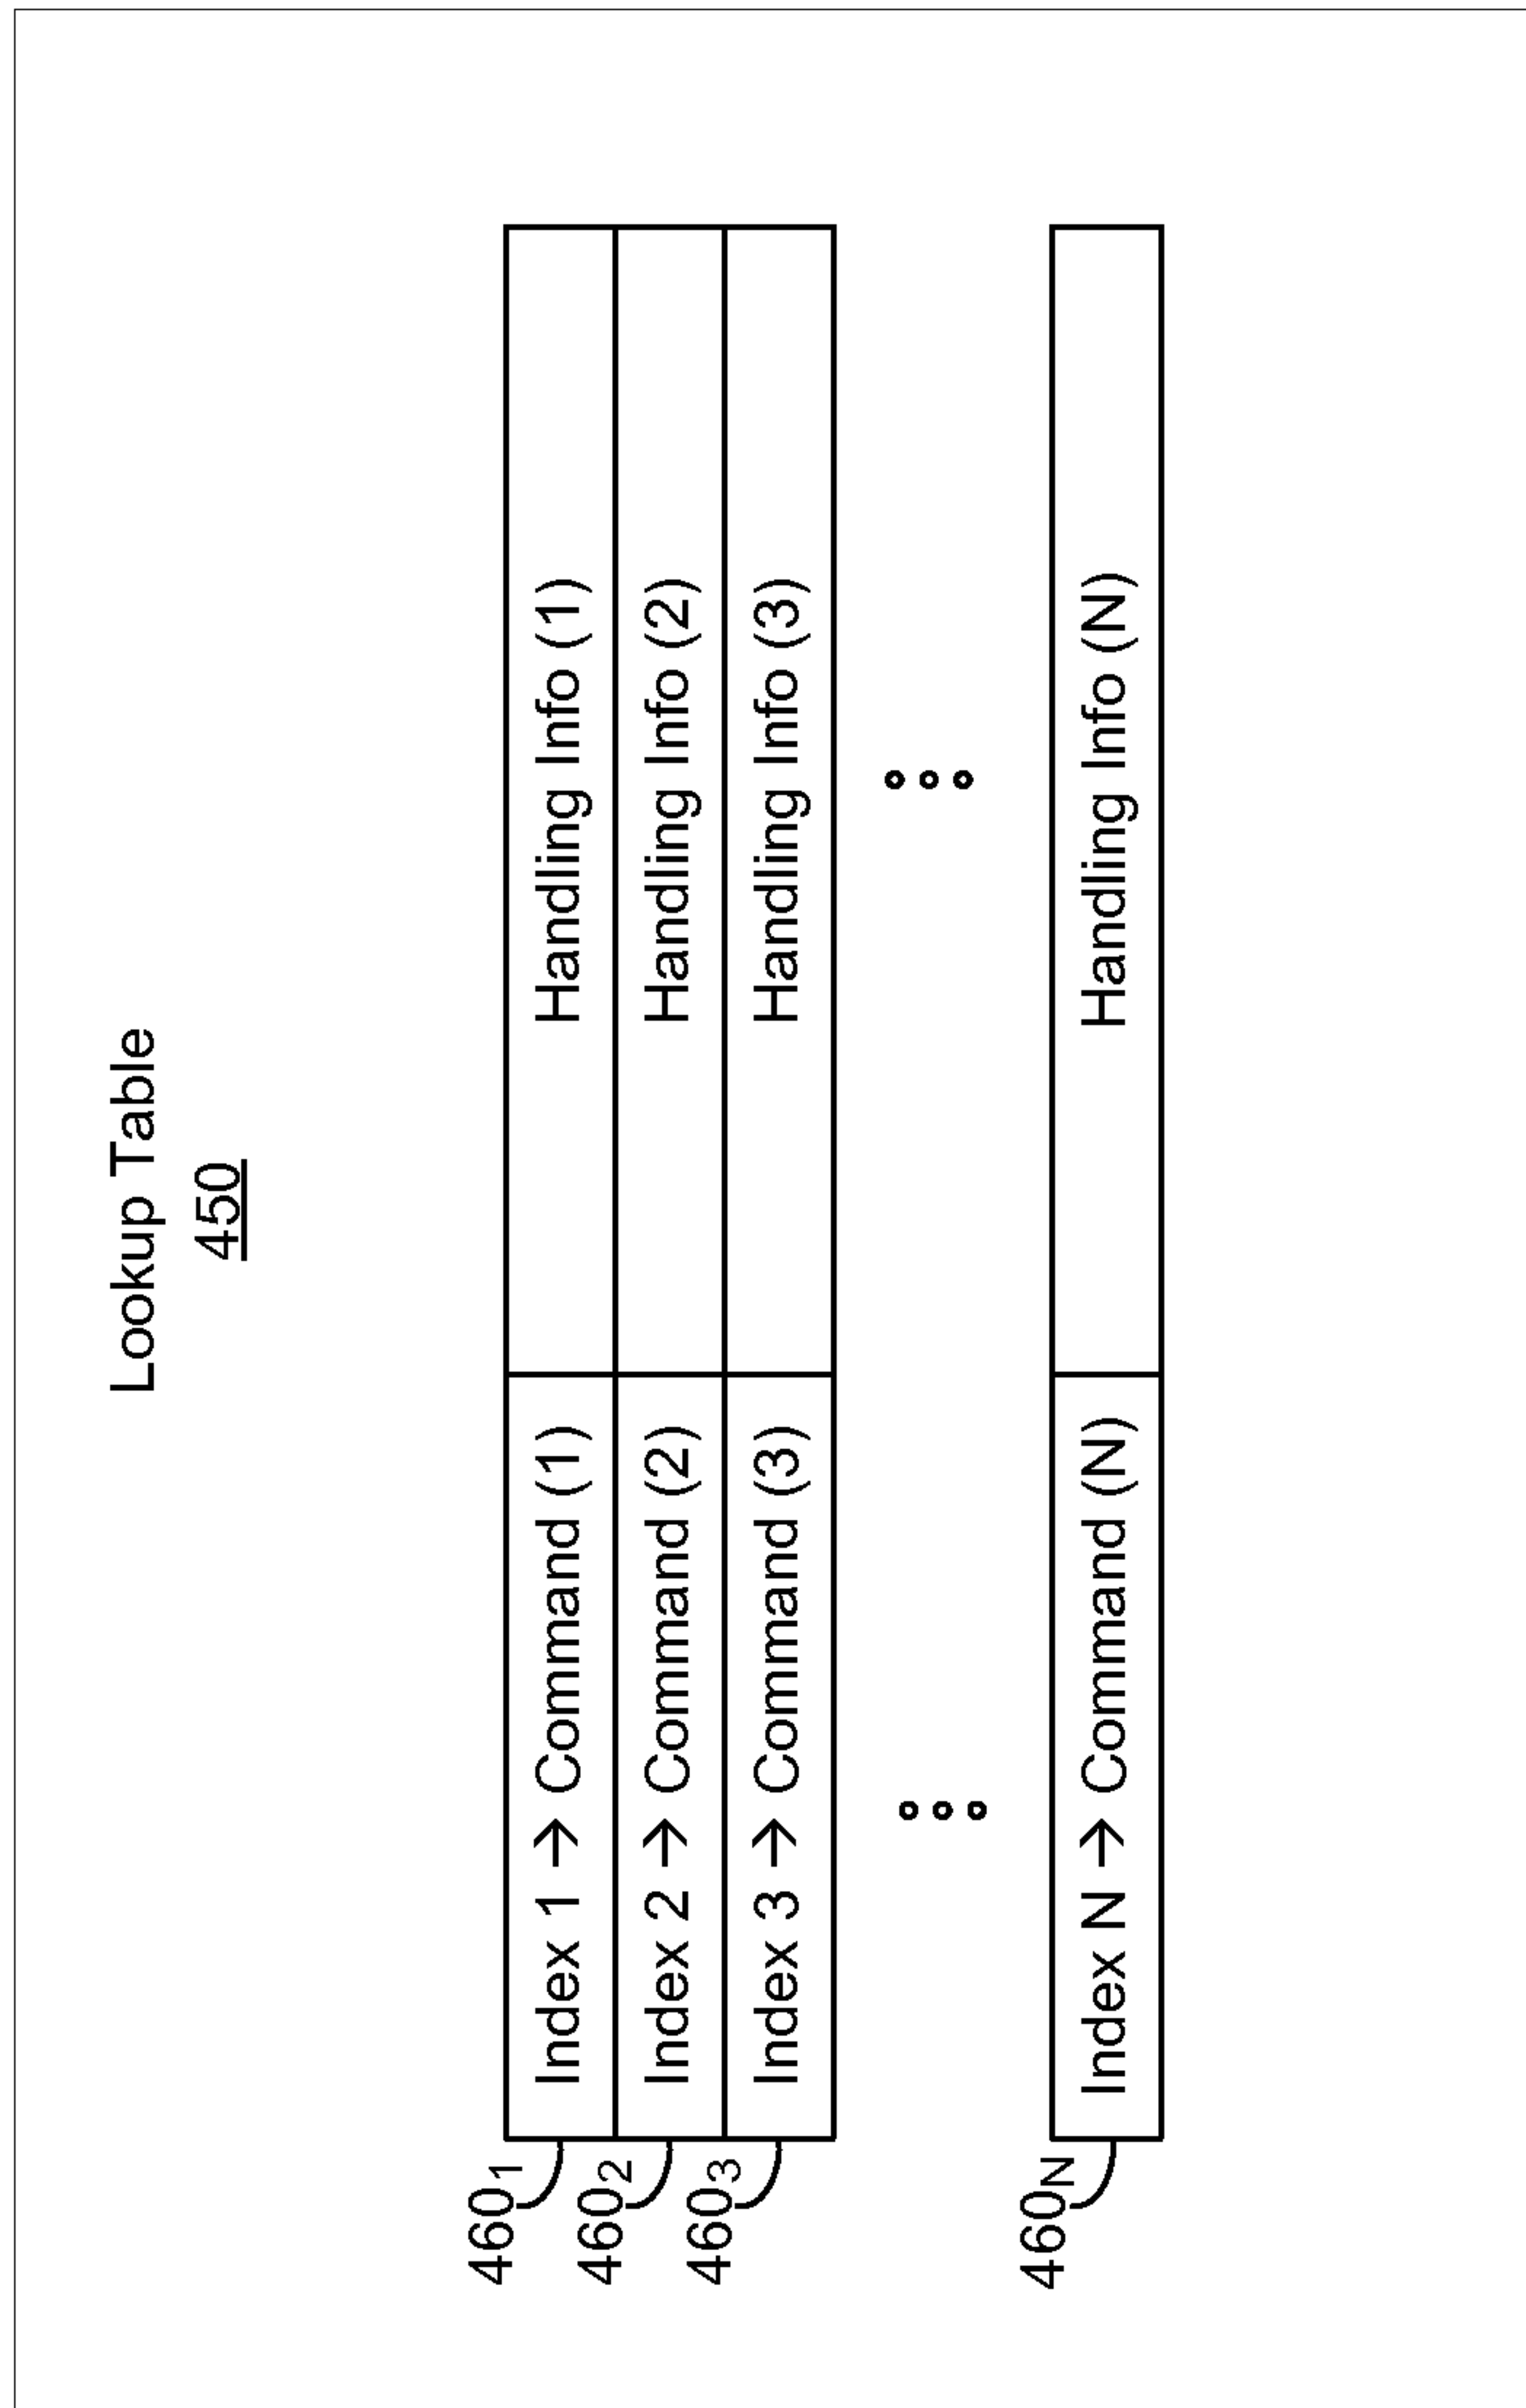 Lookup Table
450
460₁ Index 1 → Command (1) Handling Info (1)
460₂ Index 2 → Command (2) Handling Info (2)
460₃ Index 3 → Command (3) Handling Info (3)
460N Index N → Command (N) Handling Info (N)